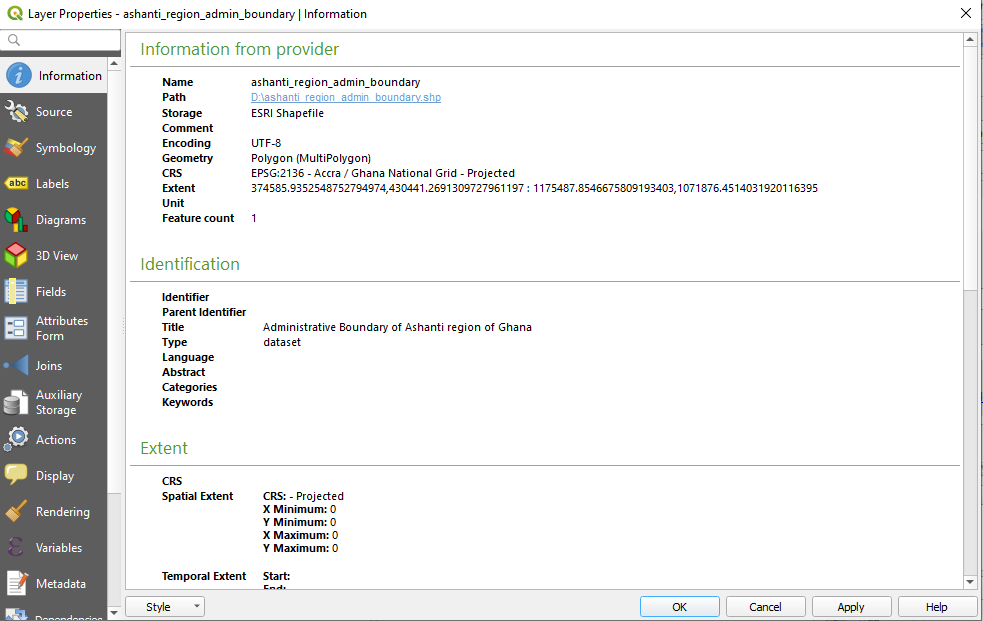 Layer Properties - ashanti_region_admin_boundary | Information
Information
Source
Symbology
abc Labels
Diagrams
3D View
Fields
Attributes
Form
Joins
Auxiliary
Storage
Actions
Display
Rendering
Variables
Metadata
Dependencies
Information from provider
Name ashanti_region_admin_boundary
Path D:\ashanti_region_admin_boundary.shp
Storage ESRI Shapefile
Comment
Encoding UTF-8
Geometry Polygon (MultiPolygon)
CRS EPSG:2136 - Accra / Ghana National Grid - Projected
Extent 374585.9352548752794974,430441.2691309727961197 : 1175487.8546675809193403,1071876.4514031920116395
Unit
Feature count 1
Identification
Identifier
Parent Identifier
Title Administrative Boundary of Ashanti region of Ghana
Type dataset
Language
Abstract
Categories
Keywords
Extent
CRS
Spatial Extent CRS: - Projected
X Minimum: 0
Y Minimum: 0
X Maximum: 0
Y Maximum: 0
Temporal Extent Start:
End:
Style OK Cancel Apply Help